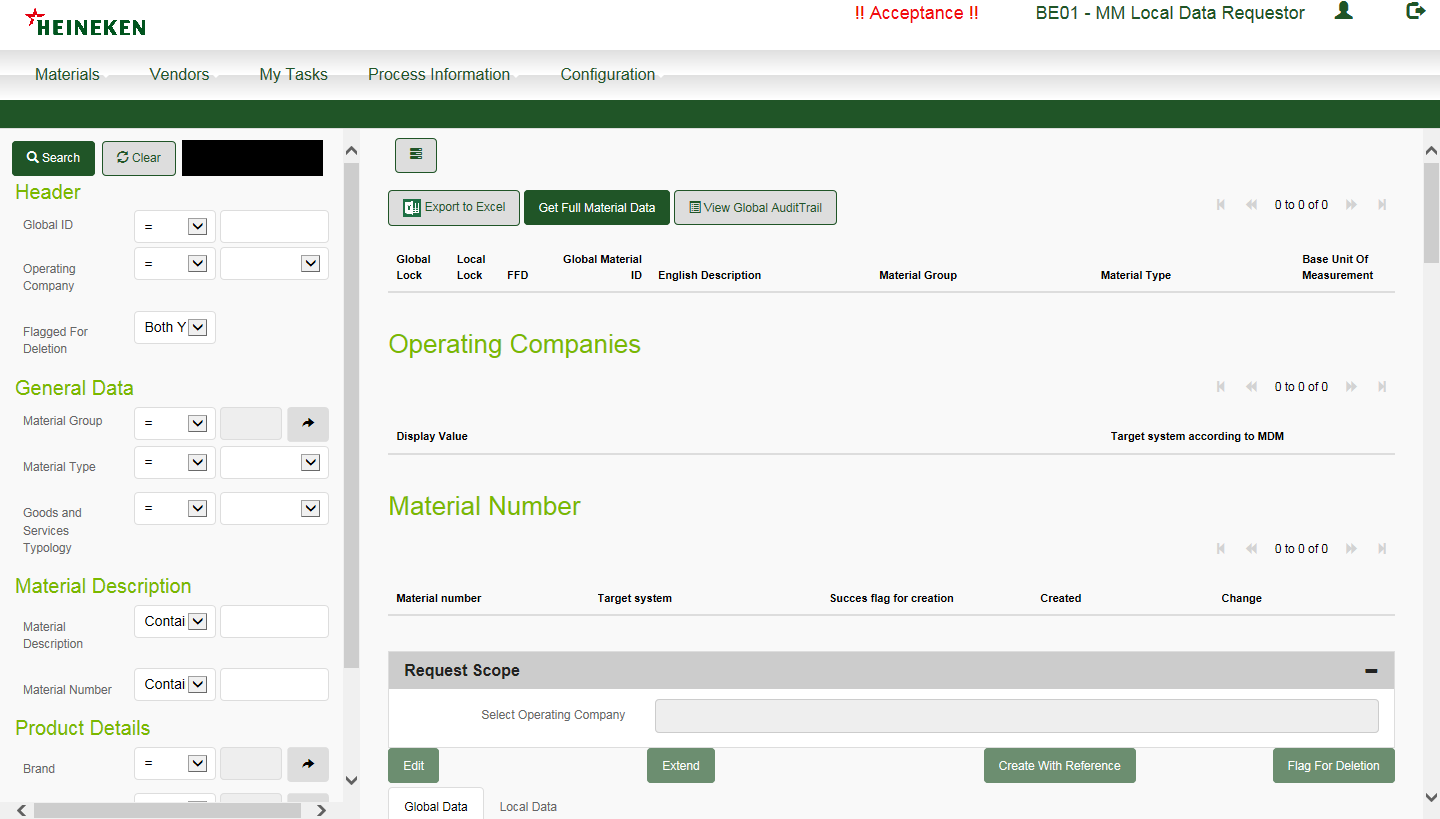 HEINEKEN
!! Acceptance !!
BE01 - MM Local Data Requestor
Materials Vendors My Tasks Process Information Configuration
Search Clear
Header
Global ID =
Operating
Company =
Flagged For
Deletion Both Y
General Data
Material Group =
Material Type =
Goods and
Services
Typology =
Material Description
Material
Description Contai
Material Number Contai
Product Details
Brand =
Export to Excel Get Full Material Data View Global AuditTrail
0 to 0 of 0
Global
Lock
Local
Lock
FFD
Global Material
ID
English Description
Material Group
Material Type
Base Unit Of
Measurement
Operating Companies
0 to 0 of 0
Display Value Target system according to MDM
Material Number
0 to 0 of 0
Material number Target system Succes flag for creation Created Change
Request Scope
Select Operating Company
Edit Extend Create With Reference Flag For Deletion
Global Data Local Data